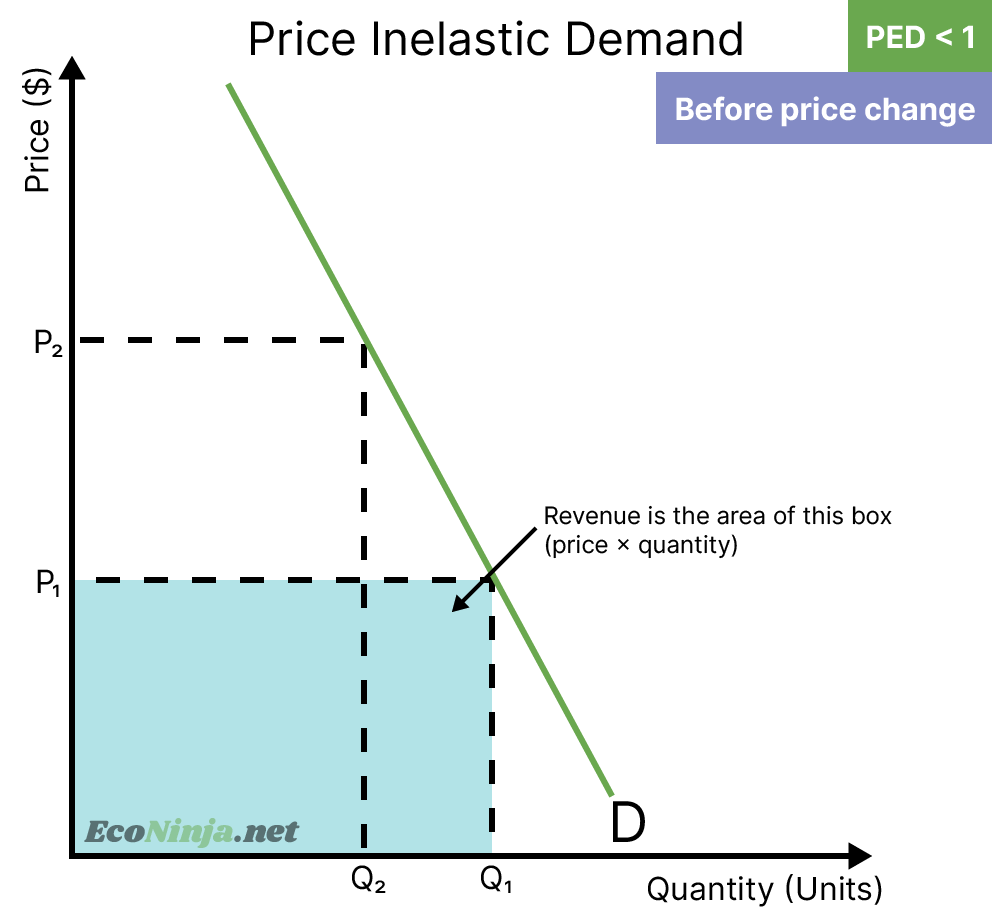 Price Inelastic Demand
PED < 1
Before price change
Price ($)
P₂
Revenue is the area of this box
(price × quantity)
P₁
D
EcoNinja.net
Q₂
Q₁
Quantity (Units)